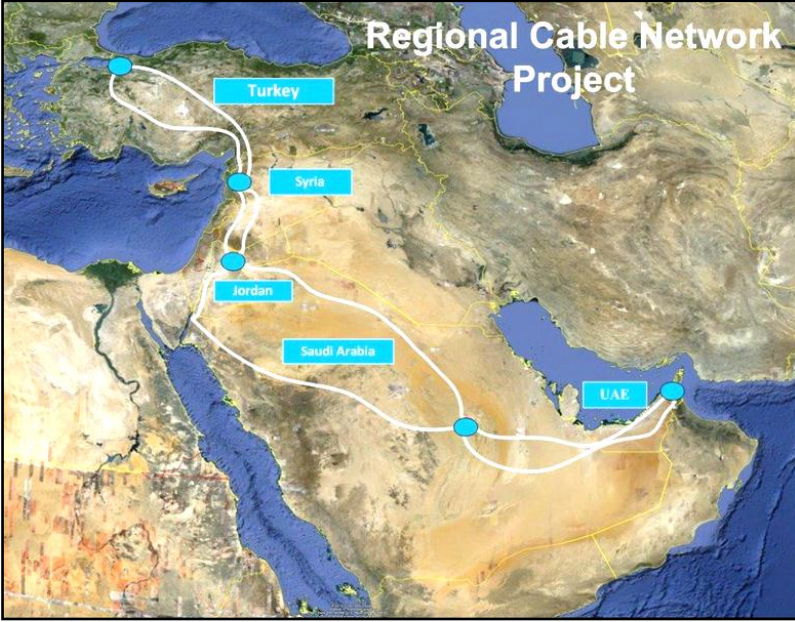 Regional Cable Network
Project
Turkey
Syria
Jordan
Saudi Arabia
UAE